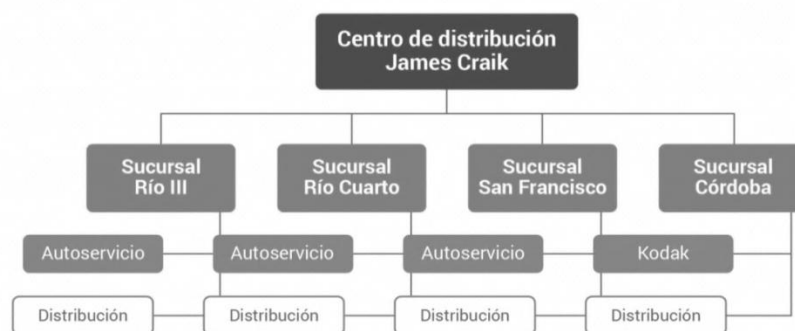 Centro de distribución
James Craik
Sucursal
Río III
Sucursal
Río Cuarto
Sucursal
San Francisco
Sucursal
Córdoba
Autoservicio
Autoservicio
Autoservicio
Kodak
Distribución
Distribución
Distribución
Distribución